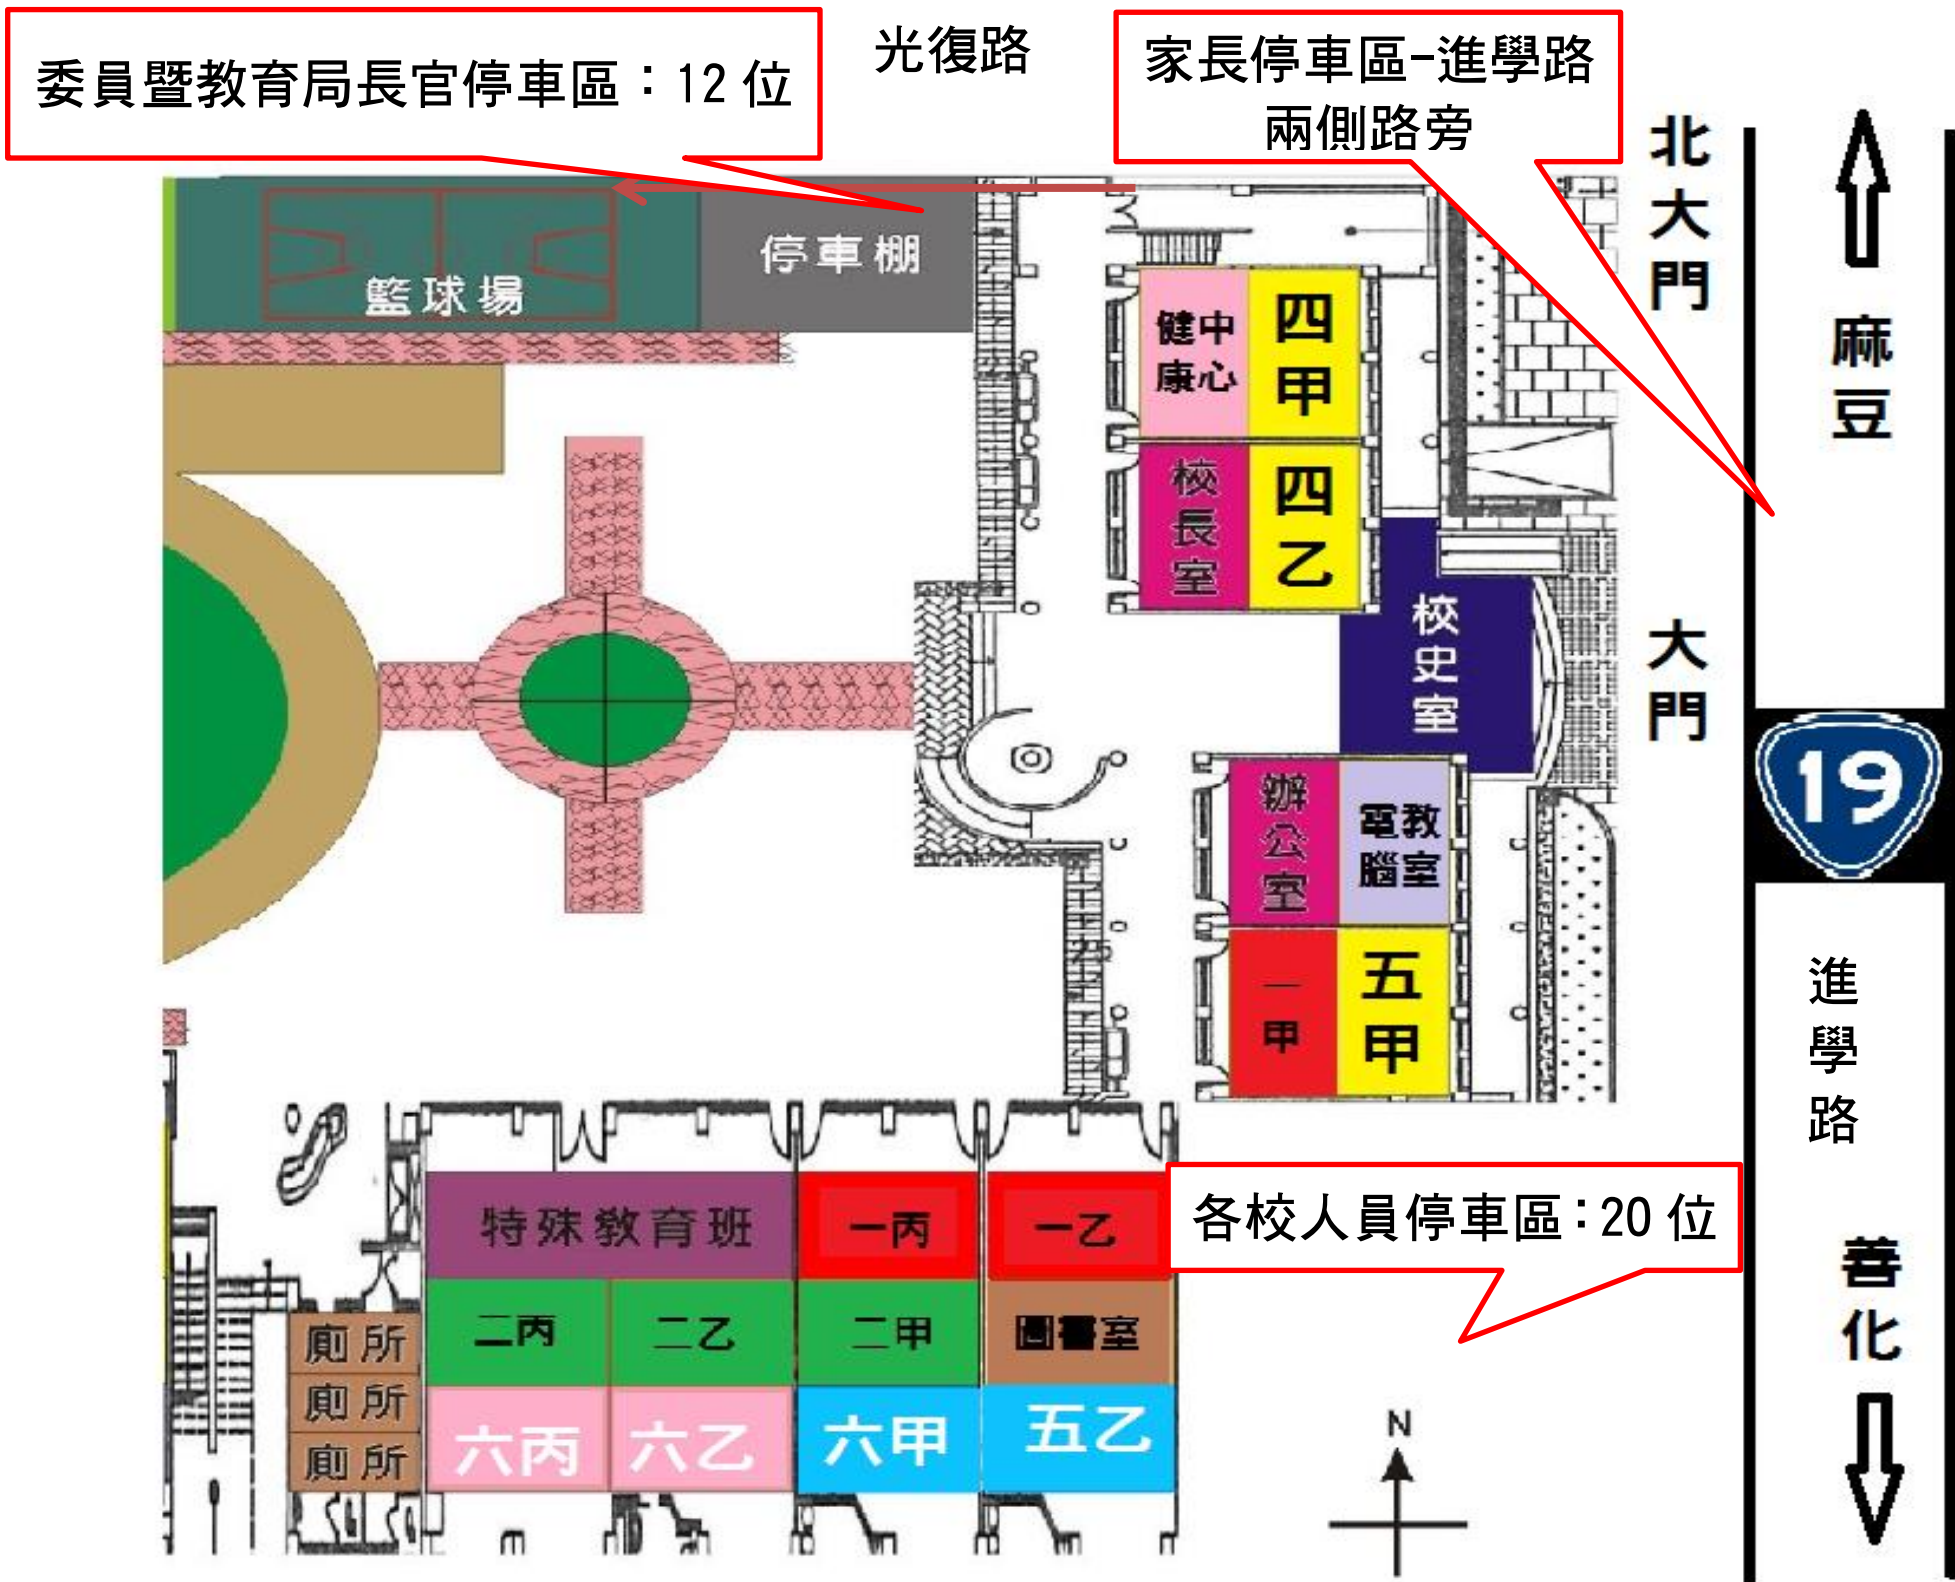 光復路
委員暨教育局長官停車區：12 位
家長停車區-進學路
兩側路旁
北大門
麻豆
籃球場
停車棚
健康
中心
四甲
校長室
四乙
校史室
大門
19
辦公室
電腦
教室
一甲
五甲
進學路
特殊教育班
一丙
一乙
各校人員停車區：20 位
善化
二丙
二乙
二甲
圖書室
廁所
廁所
廁所
六丙
六乙
六甲
五乙
N